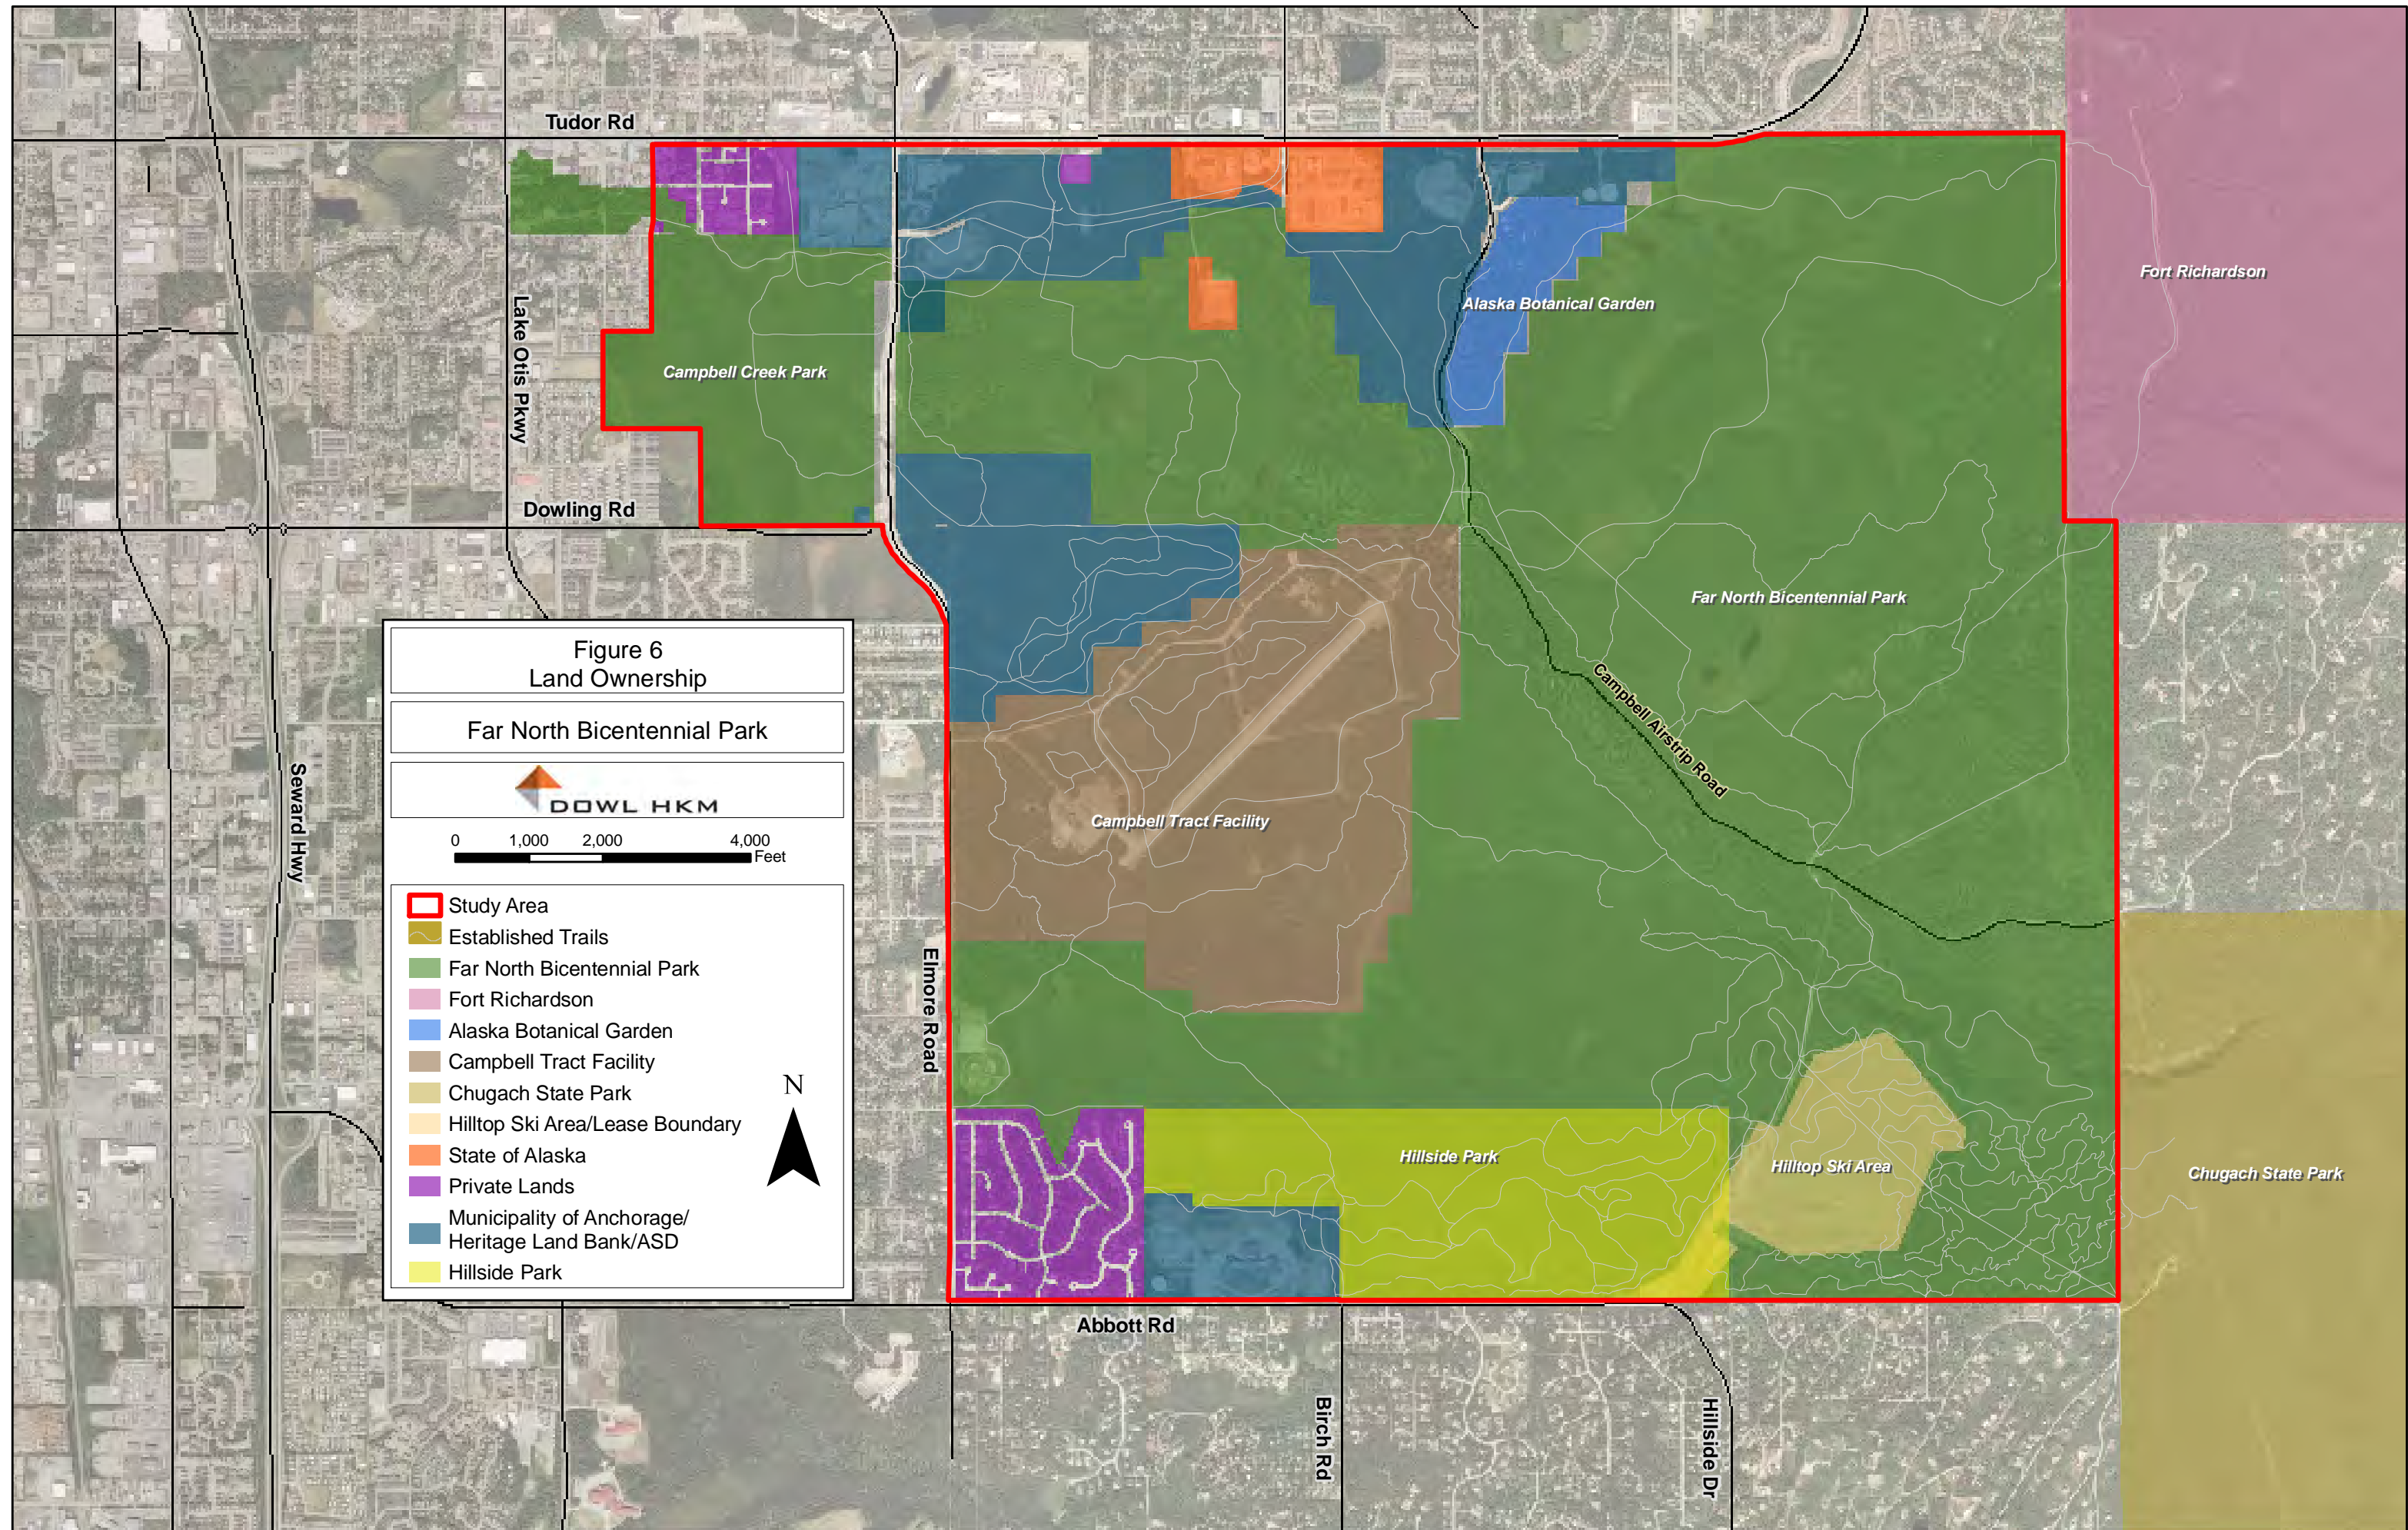 Tudor Rd
Fort Richardson
Alaska Botanical Garden
Lake Otis Pkwy
Campbell Creek Park
Dowling Rd
Far North Bicentennial Park
Campbell Airstrip Road
Seward Hwy
Campbell Tract Facility
Elmore Road
Hillside Park
Hilltop Ski Area
Chugach State Park
Abbott Rd
Birch Rd
Hillside Dr
Figure 6
Land Ownership
Far North Bicentennial Park
DOWL HKM
0 1,000 2,000 4,000
Feet
Study Area
Established Trails
Far North Bicentennial Park
Fort Richardson
Alaska Botanical Garden
Campbell Tract Facility
Chugach State Park
Hilltop Ski Area/Lease Boundary
State of Alaska
Private Lands
Municipality of Anchorage/
Heritage Land Bank/ASD
Hillside Park
N